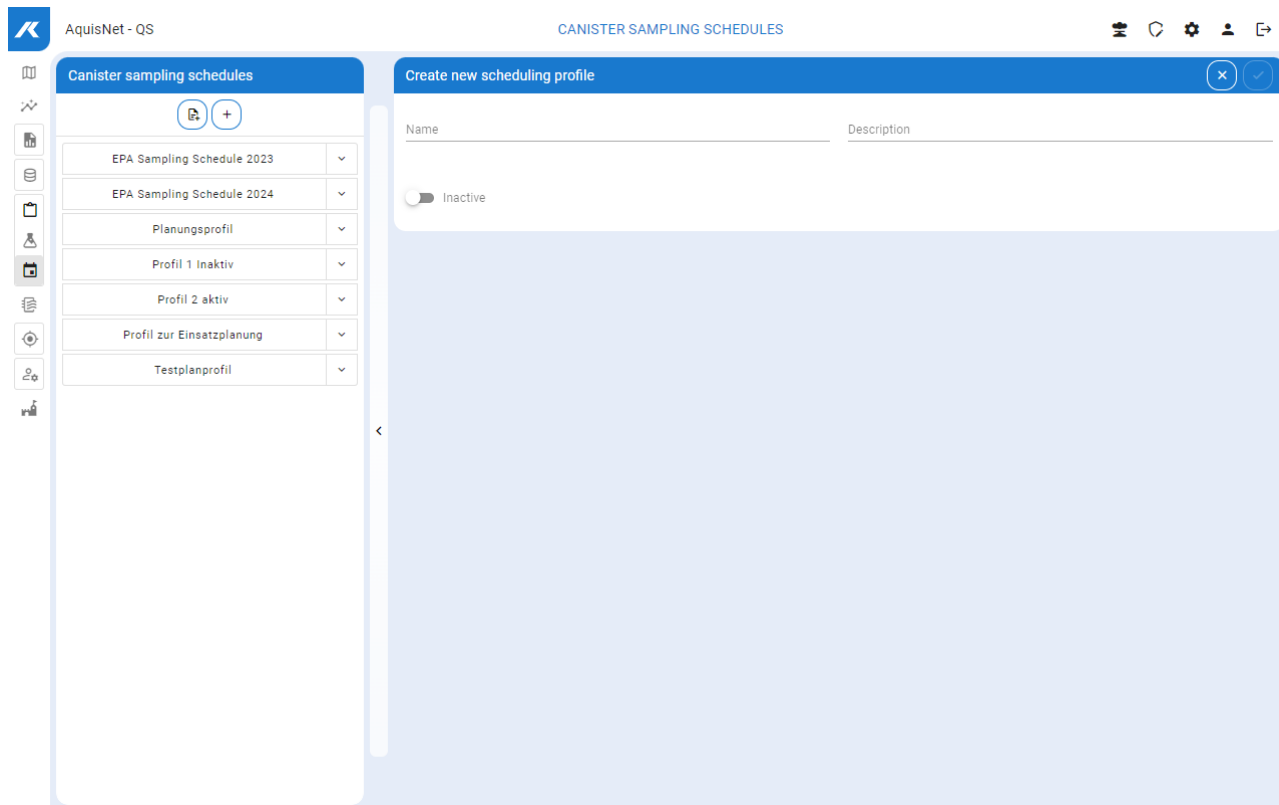 AquisNet - QS
CANISTER SAMPLING SCHEDULES
Canister sampling schedules
EPA Sampling Schedule 2023
EPA Sampling Schedule 2024
Planungsprofil
Profil 1 Inaktiv
Profil 2 aktiv
Profil zur Einsatzplanung
Testplanprofil
Create new scheduling profile
Name
Description
Inactive